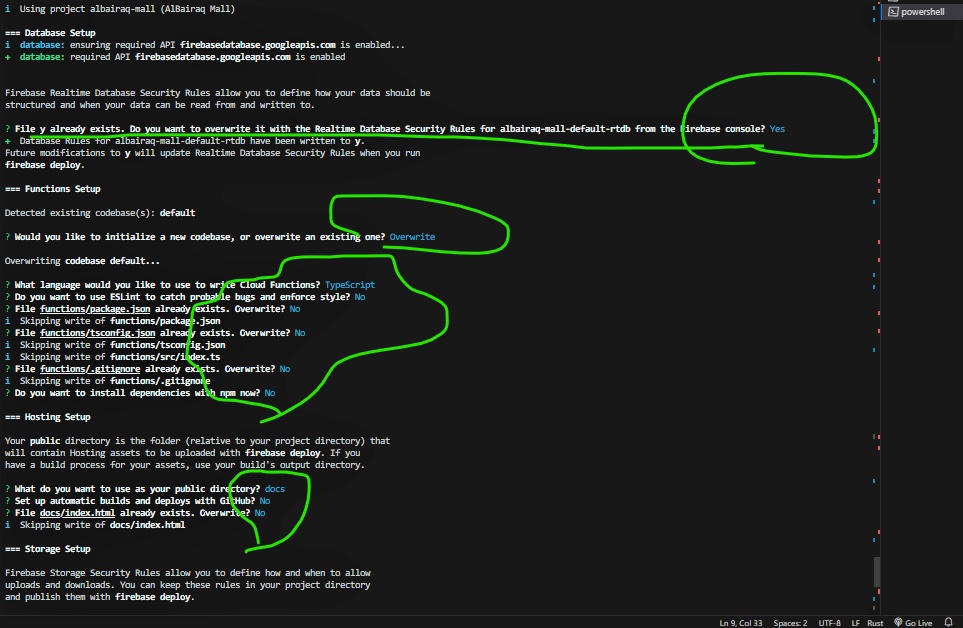 i Using project albairaq-mall (AlBairaq Mall)
=== Database Setup
i database: ensuring required API firebasedatabase.googleapis.com is enabled...
+ database: required API firebasedatabase.googleapis.com is enabled
Firebase Realtime Database Security Rules allow you to define how your data should be
structured and when your data can be read from and written to.
? File y already exists. Do you want to overwrite it with the Realtime Database Security Rules for albairaq-mall-default-rtdb from the Firebase console? Yes
+ Database Rules for albairaq-mall-default-rtdb have been written to y.
Future modifications to y will update Realtime Database Security Rules when you run
firebase deploy.
=== Functions Setup
Detected existing codebase(s): default
? Would you like to initialize a new codebase, or overwrite an existing one? Overwrite
Overwriting codebase default...
? What language would you like to use to write Cloud Functions? TypeScript
? Do you want to use ESLint to catch probable bugs and enforce style? No
? File functions/package.json already exists. Overwrite? No
i Skipping write of functions/package.json
? File functions/tsconfig.json already exists. Overwrite? No
i Skipping write of functions/tsconfig.json
i Skipping write of functions/src/index.ts
? File functions/.gitignore already exists. Overwrite? No
i Skipping write of functions/.gitignore
? Do you want to install dependencies with npm now? No
=== Hosting Setup
Your public directory is the folder (relative to your project directory) that
will contain Hosting assets to be uploaded with firebase deploy. If you
have a build process for your assets, use your build's output directory.
? What do you want to use as your public directory? docs
? Set up automatic builds and deploys with GitHub? No
? File docs/index.html already exists. Overwrite? No
i Skipping write of docs/index.html
=== Storage Setup
Firebase Storage Security Rules allow you to define how and when to allow
uploads and downloads. You can keep these rules in your project directory
and publish them with firebase deploy.
powershell
Ln 9, Col 33 Spaces: 2 UTF-8 LF Rust Go Live